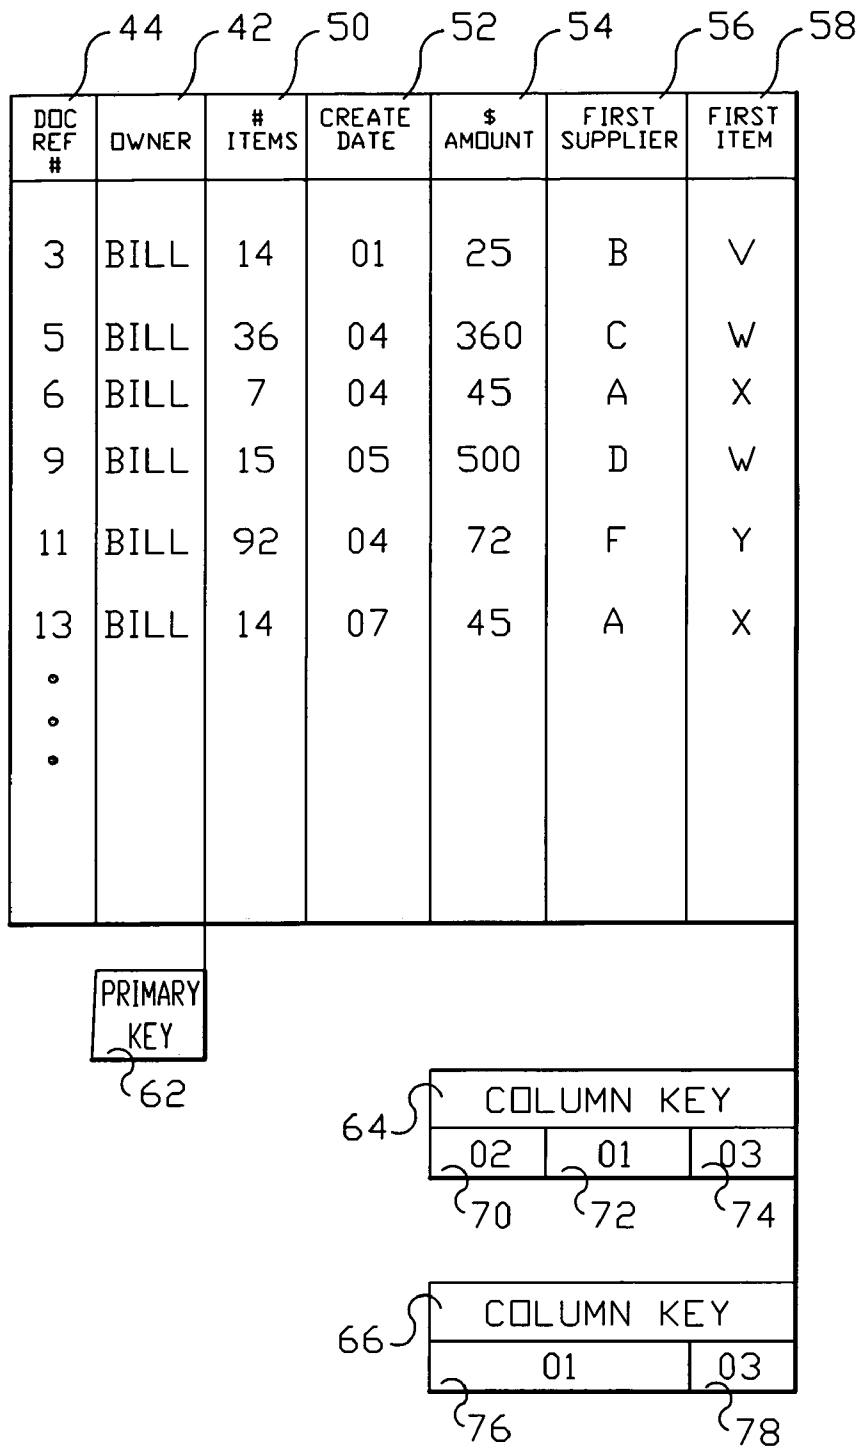 44 42 50 52 54 56 58
DOC REF # OWNER # ITEMS CREATE DATE $ AMOUNT FIRST SUPPLIER FIRST ITEM
3 BILL 14 01 25 B V
5 BILL 36 04 360 C W
6 BILL 7 04 45 A X
9 BILL 15 05 500 D W
11 BILL 92 04 72 F Y
13 BILL 14 07 45 A X
PRIMARY
KEY
62
64 COLUMN KEY
02 01 03
70 72 74
66 COLUMN KEY
01 03
76 78